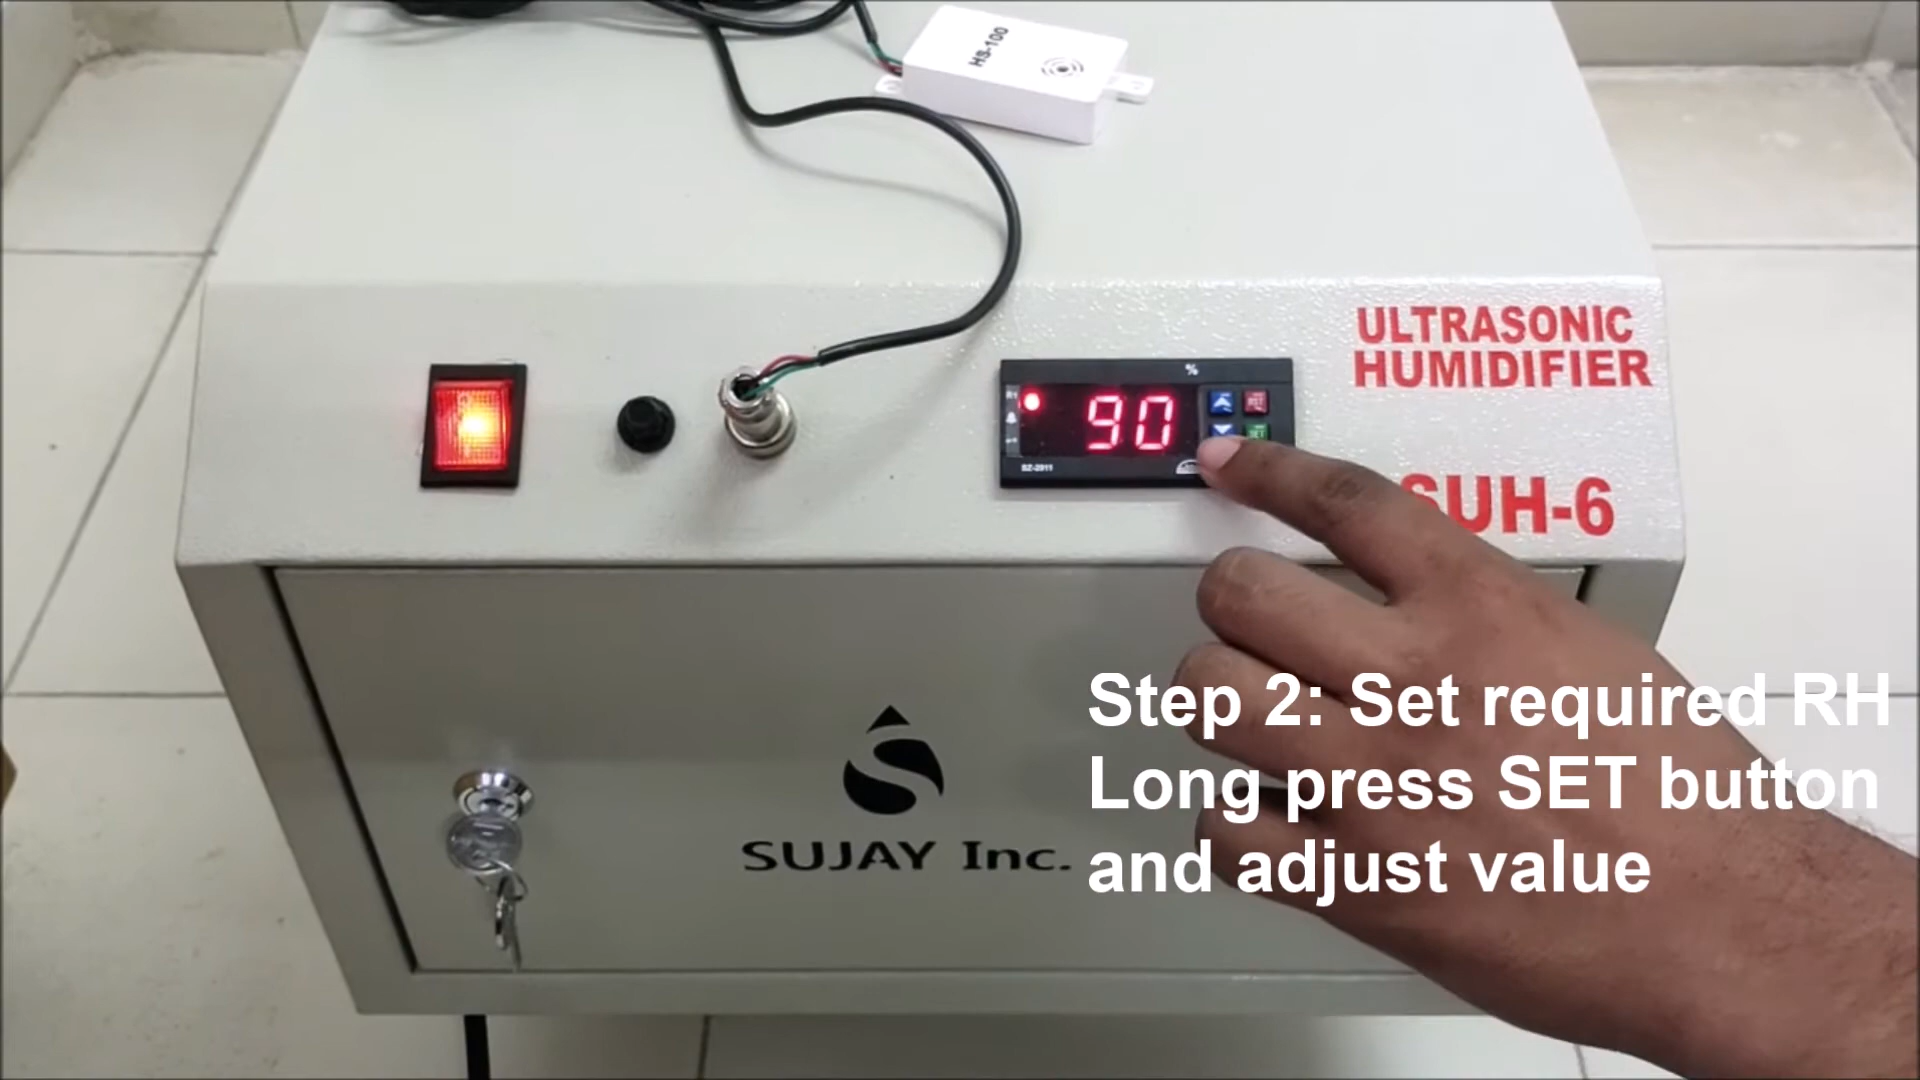 HS-100
ULTRASONIC
HUMIDIFIER
%
90
SET
SZ-2911
SUH-6
Step 2: Set required RH
Long press SET button
and adjust value
SUJAY Inc.